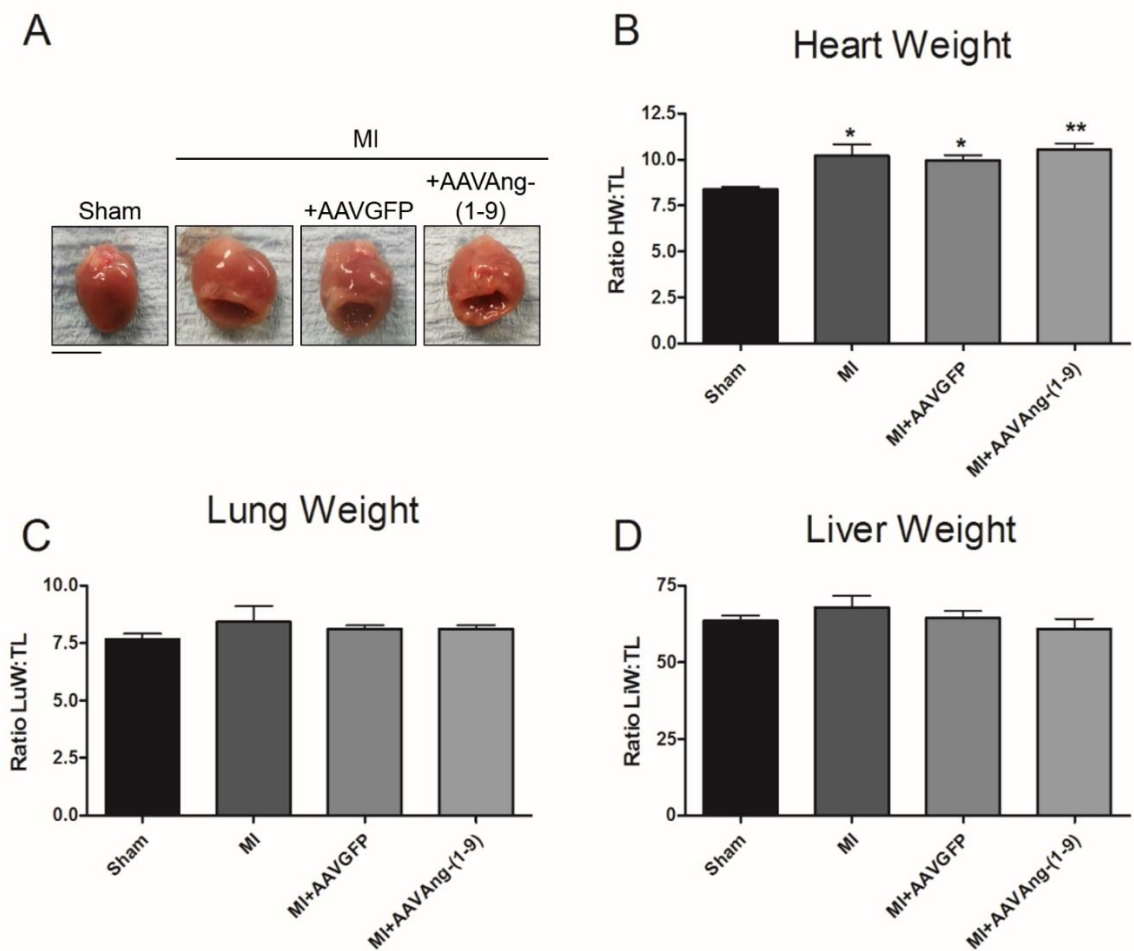 A
MI
Sham
+AAVGFP
+AAVAng-
(1-9)
B
Heart Weight
Ratio HW:TL
12.5
10.0
7.5
5.0
2.5
0.0
*
*
**
Sham
MI
MI+AAVGFP
MI+AAVAng-(1-9)
C
Lung Weight
Ratio LuW:TL
10.0
7.5
5.0
2.5
0.0
Sham
MI
MI+AAVGFP
MI+AAVAng-(1-9)
D
Liver Weight
Ratio LiW:TL
75
50
25
0
Sham
MI
MI+AAVGFP
MI+AAVAng-(1-9)